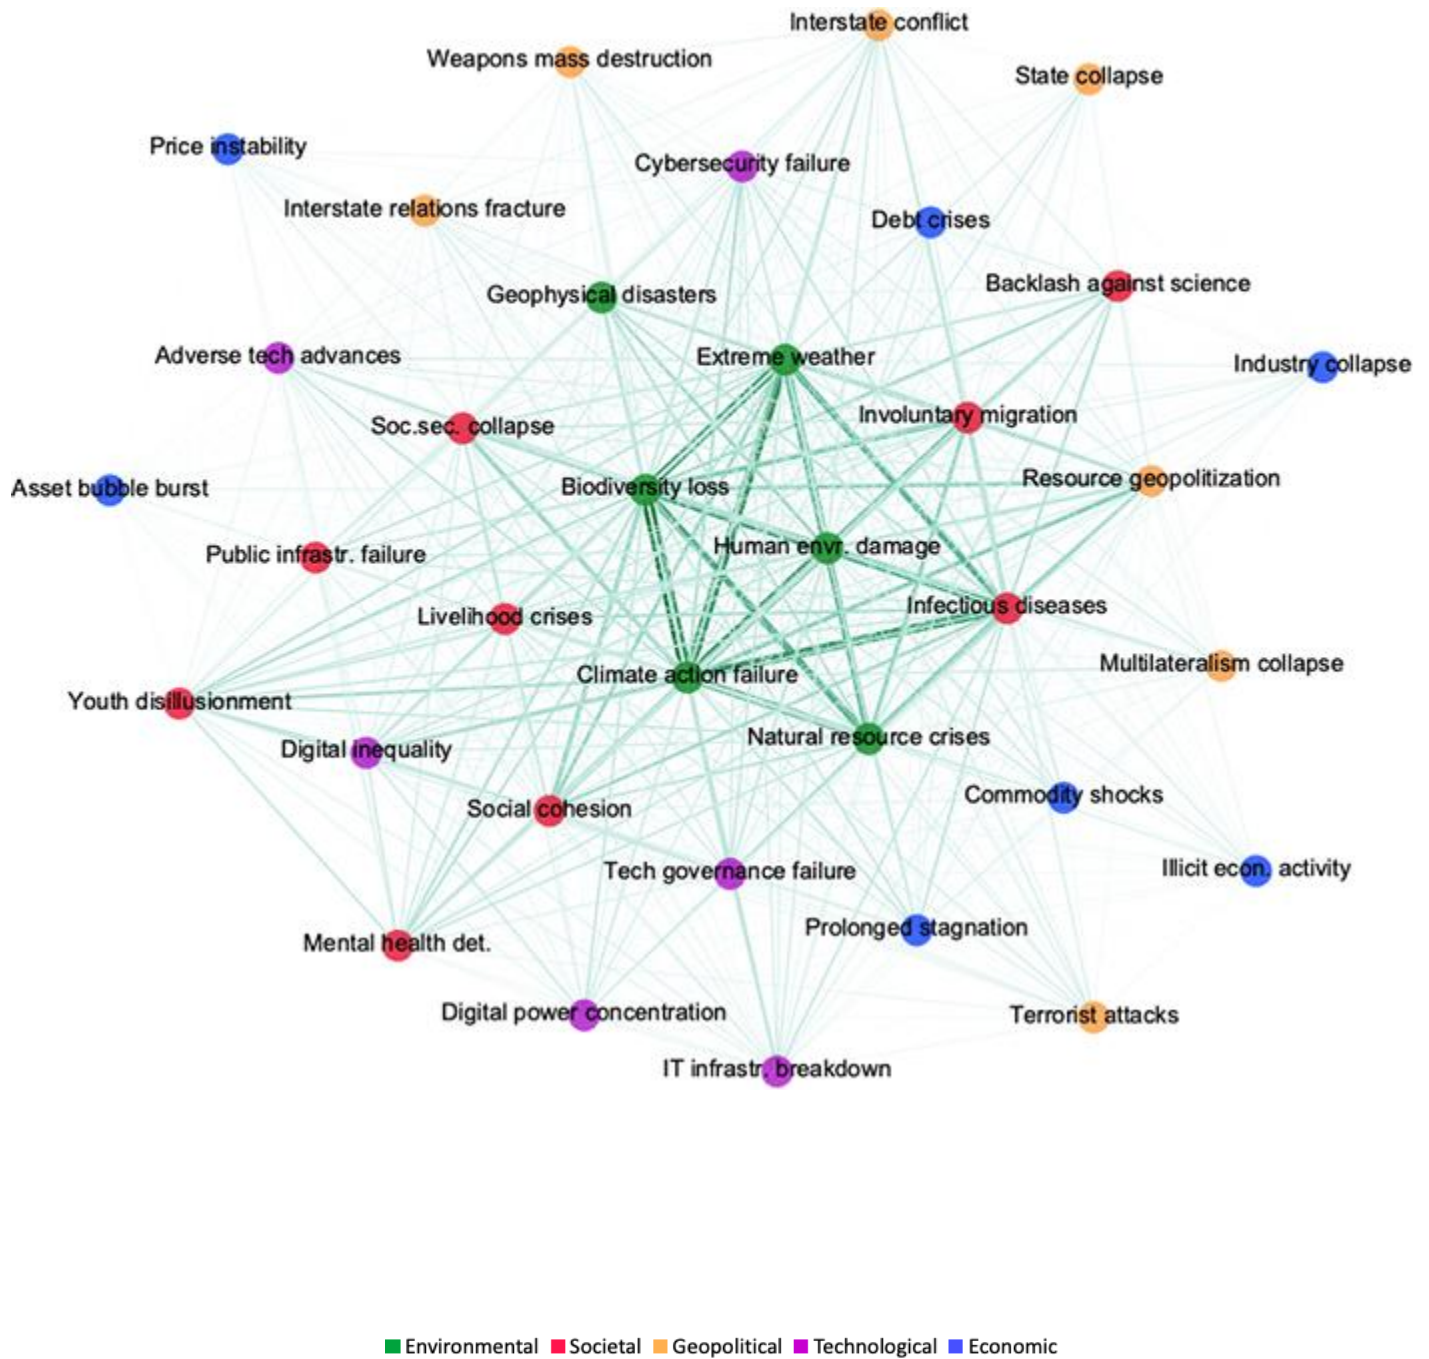 Interstate conflict
Weapons mass destruction
State collapse
Price instability
Cybersecurity failure
Interstate relations fracture
Debt crises
Backlash against science
Geophysical disasters
Adverse tech advances
Extreme weather
Industry collapse
Involuntary migration
Soc.sec. collapse
Resource geopolitization
Asset bubble burst
Biodiversity loss
Human envr. damage
Public infrastr. failure
Infectious diseases
Livelihood crises
Multilateralism collapse
Climate action failure
Youth disillusionment
Natural resource crises
Digital inequality
Commodity shocks
Social cohesion
Tech governance failure
Illicit econ. activity
Prolonged stagnation
Mental health det.
Digital power concentration
Terrorist attacks
IT infrastr. breakdown
Environmental Societal Geopolitical Technological Economic